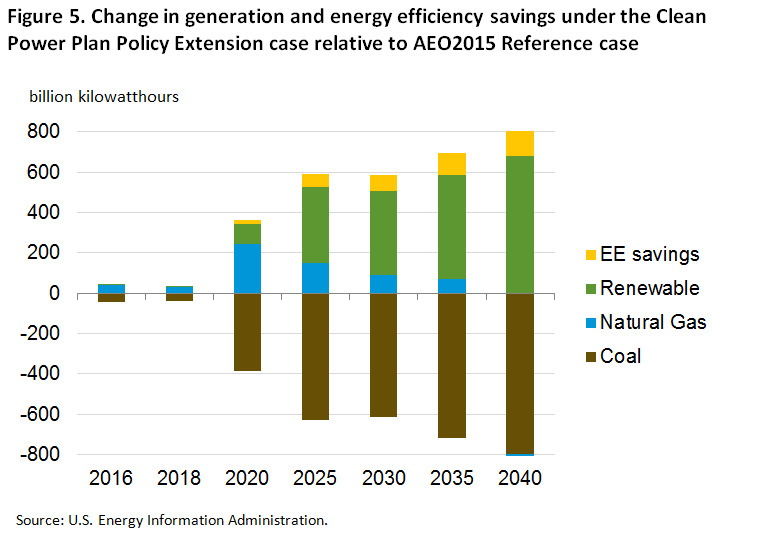 Figure 5. Change in generation and energy efficiency savings under the Clean
Power Plan Policy Extension case relative to AEO2015 Reference case
billion kilowatthours
800
600
400
200
0
-200
-400
-600
-800
2016 2018 2020 2025 2030 2035 2040
EE savings
Renewable
Natural Gas
Coal
Source: U.S. Energy Information Administration.